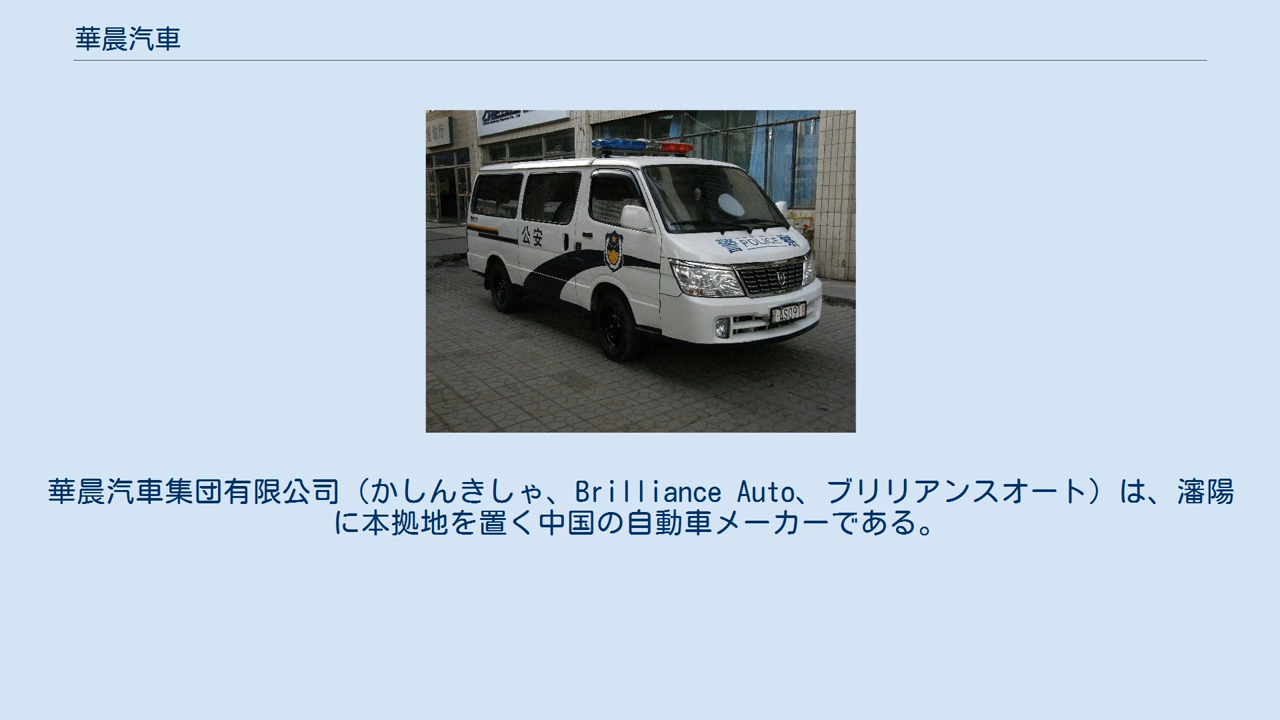 華晨汽車
公安
警 POLICE 察
AS091
華晨汽車集団有限公司（かしんきしゃ、Brilliance Auto、ブリリアンスオート）は、瀋陽
に本拠地を置く中国の自動車メーカーである。